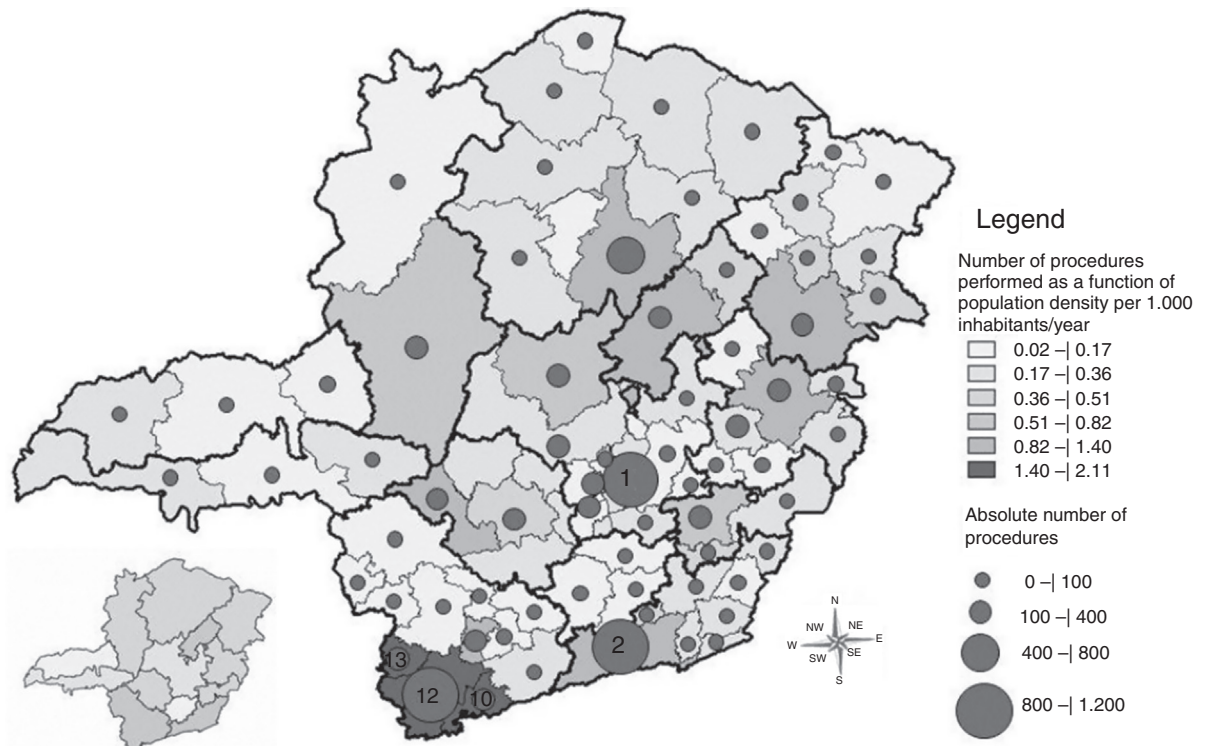 Legend
Number of procedures
performed as a function of
population density per 1.000
inhabitants/year
0.02 –| 0.17
0.17 –| 0.36
0.36 –| 0.51
0.51 –| 0.82
0.82 –| 1.40
1.40 –| 2.11
Absolute number of
procedures
0 –| 100
100 –| 400
400 –| 800
800 –| 1.200
N
NW NE
W E
SW SE
S
1
2
13
12
10